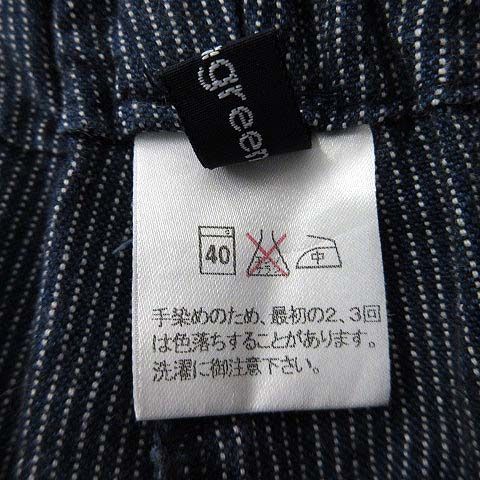 green
40
中
手染めのため、最初の2、3回
は色落ちすることがあります。
洗濯に御注意下さい。